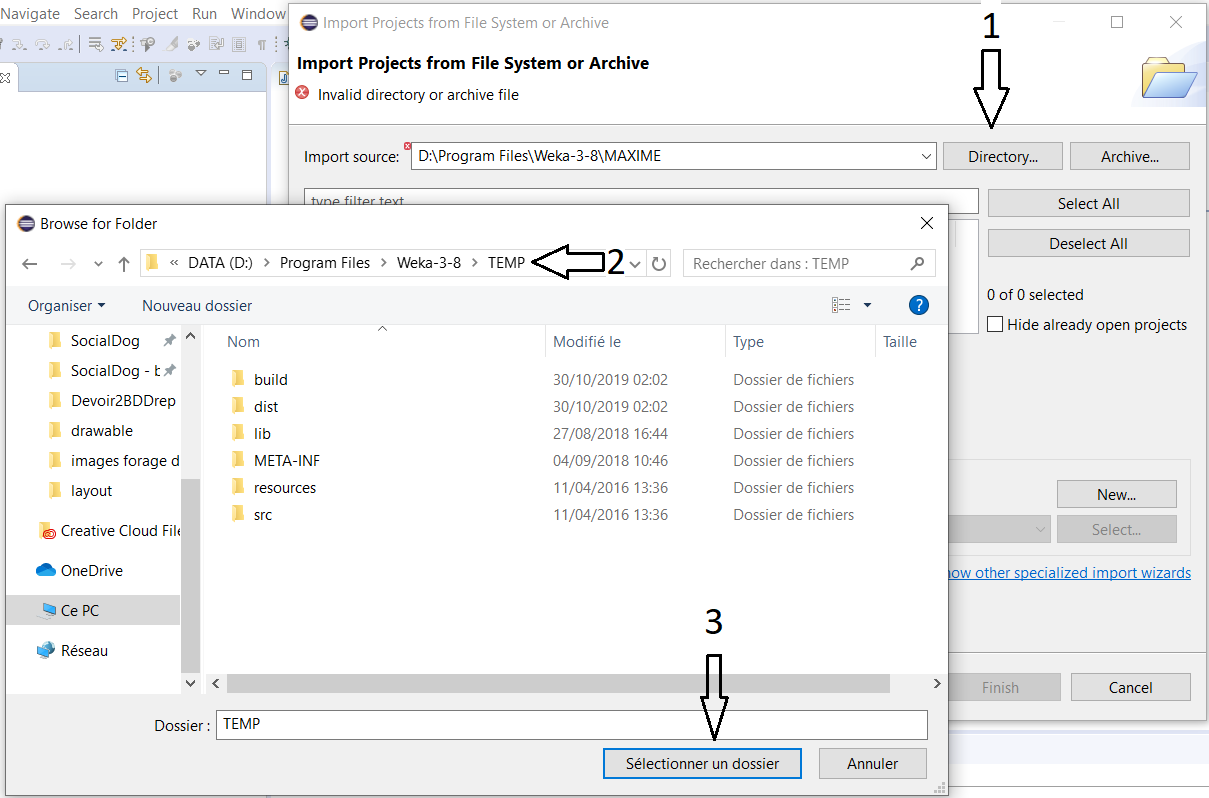 Navigate Search Project Run Window
Import Projects from File System or Archive
1
Import Projects from File System or Archive
Invalid directory or archive file
Import source: D:\Program Files\Weka-3-8\MAXIME Directory... Archive...
type filter text
Select All
Deselect All
0 of 0 selected
Hide already open projects
New...
Select...
other specialized import wizards
Finish Cancel
Browse for Folder
« DATA (D:) > Program Files > Weka-3-8 > TEMP 2 Rechercher dans : TEMP
Organiser Nouveau dossier ?
Nom Modifié le Type Taille
SocialDog
SocialDog - b
Devoir2BDDrep
drawable
images forage d
layout
Creative Cloud File
OneDrive
Ce PC
Réseau
build 30/10/2019 02:02 Dossier de fichiers
dist 30/10/2019 02:02 Dossier de fichiers
lib 27/08/2018 16:44 Dossier de fichiers
META-INF 04/09/2018 10:46 Dossier de fichiers
resources 11/04/2016 13:36 Dossier de fichiers
src 11/04/2016 13:36 Dossier de fichiers
3
Dossier : TEMP
Sélectionner un dossier Annuler